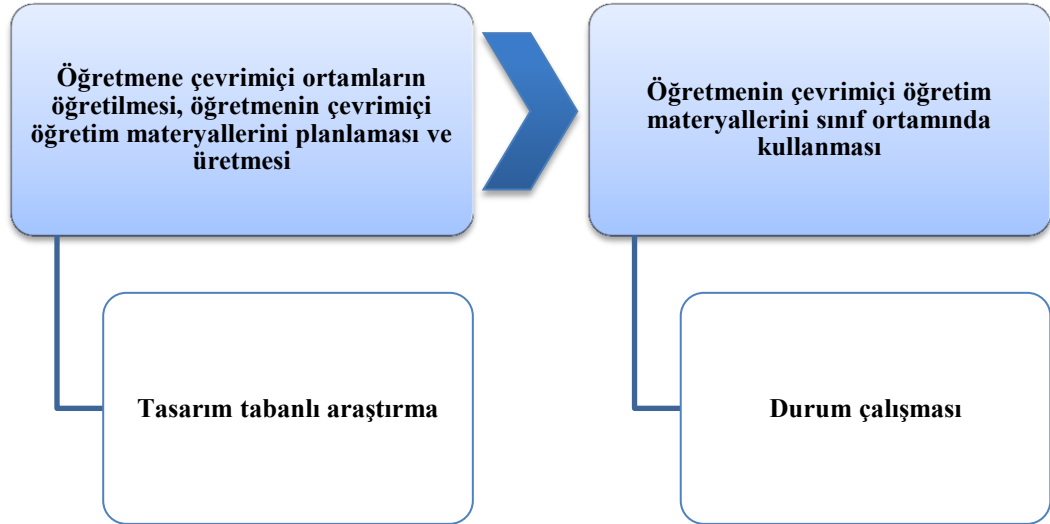 Öğretmene çevrimiçi ortamların
öğretilmesi, öğretmenin çevrimiçi
öğretim materyallerini planlaması ve
üretmesi
Tasarım tabanlı araştırma
Öğretmenin çevrimiçi öğretim
materyallerini sınıf ortamında
kullanması
Durum çalışması